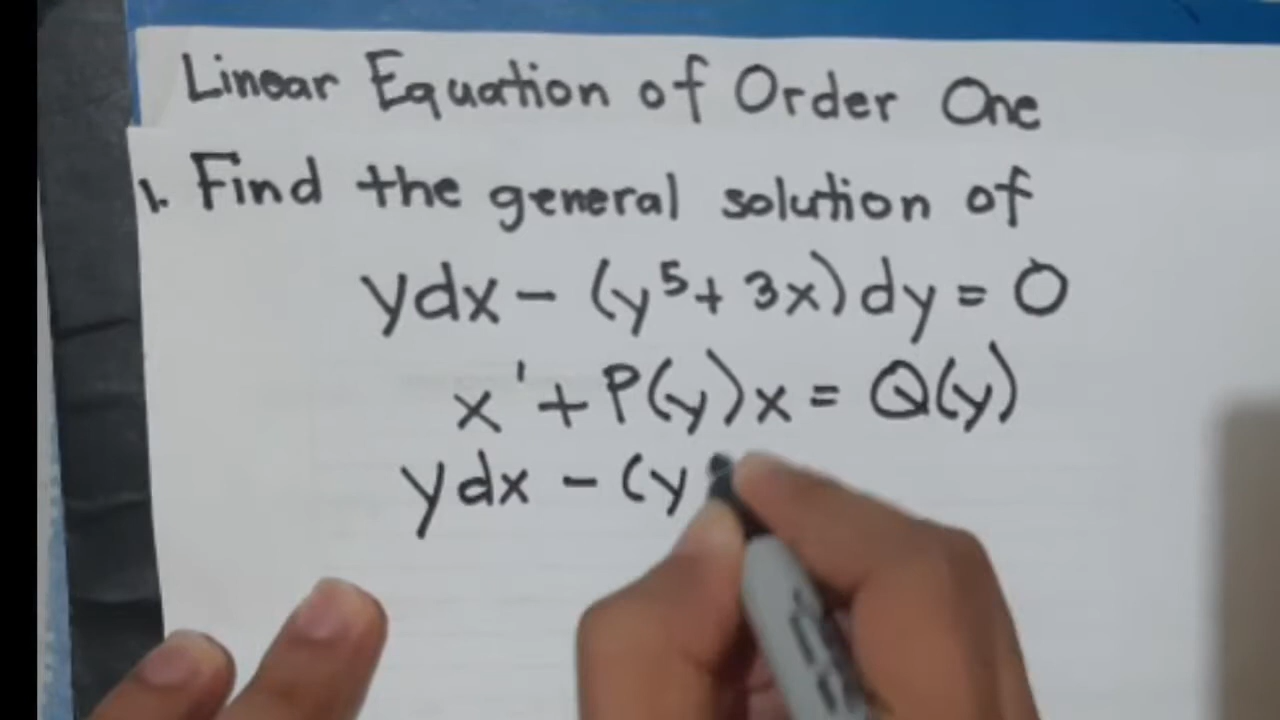 Linear Equation of Order One
1. Find the general solution of
ydx - (y⁵ + 3x)dy = 0
x' + P(y)x = Q(y)
ydx - (y